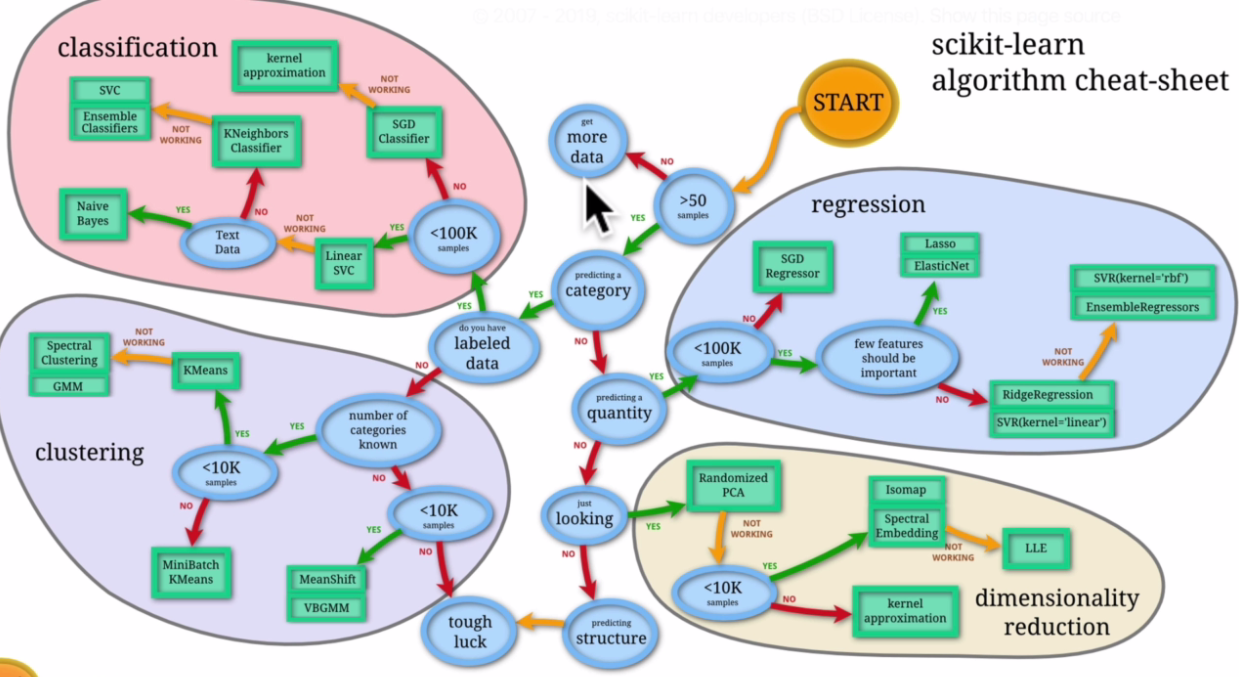 © 2007 - 2019, scikit-learn developers (BSD License). Show this page source
scikit-learn
algorithm cheat-sheet
START
classification
kernel
approximation
NOT
WORKING
SVC
Ensemble
Classifiers
NOT
WORKING
KNeighbors
Classifier
SGD
Classifier
NO
Naive
Bayes
YES
Text
Data
NO
NOT
WORKING
Linear
SVC
YES
<100K
samples
YES
get
more
data
NO
>50
samples
YES
predicting a
category
YES
do you have
labeled
data
NO
NO
predicting a
quantity
YES
NO
just
looking
YES
NO
predicting
structure
tough
luck
regression
SGD
Regressor
NO
<100K
samples
YES
Lasso
ElasticNet
YES
few features
should be
important
NO
SVR(kernel='rbf')
EnsembleRegressors
NOT
WORKING
RidgeRegression
SVR(kernel='linear')
clustering
Spectral
Clustering
GMM
NOT
WORKING
KMeans
YES
<10K
samples
YES
number of
categories
known
NO
NO
MiniBatch
KMeans
<10K
samples
YES
NO
MeanShift
VBGMM
dimensionality
reduction
Randomized
PCA
NOT
WORKING
<10K
samples
YES
NO
Isomap
Spectral
Embedding
NOT
WORKING
LLE
kernel
approximation